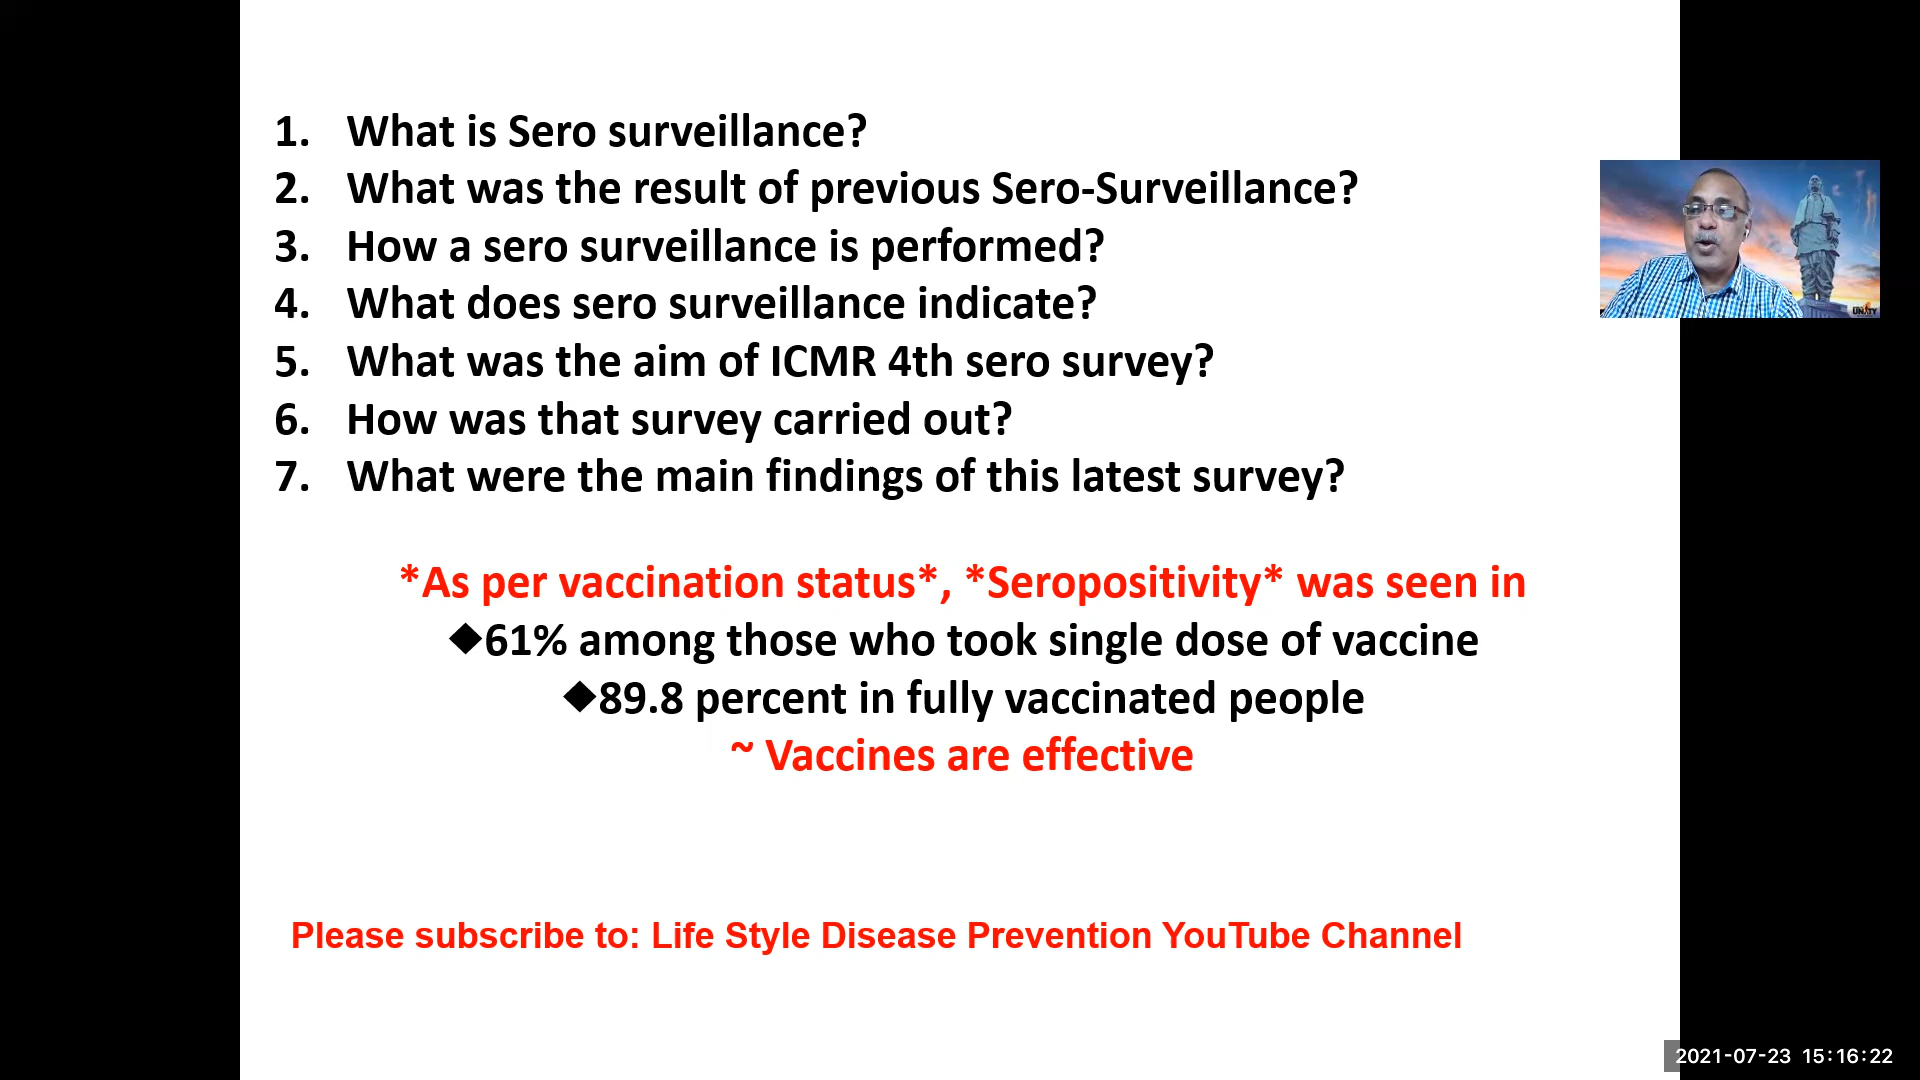 1. What is Sero surveillance?
2. What was the result of previous Sero-Surveillance?
3. How a sero surveillance is performed?
4. What does sero surveillance indicate?
5. What was the aim of ICMR 4th sero survey?
6. How was that survey carried out?
7. What were the main findings of this latest survey?
*As per vaccination status*, *Seropositivity* was seen in
◆61% among those who took single dose of vaccine
◆89.8 percent in fully vaccinated people
~ Vaccines are effective
Please subscribe to: Life Style Disease Prevention YouTube Channel
UNITY
2021-07-23 15:16:22